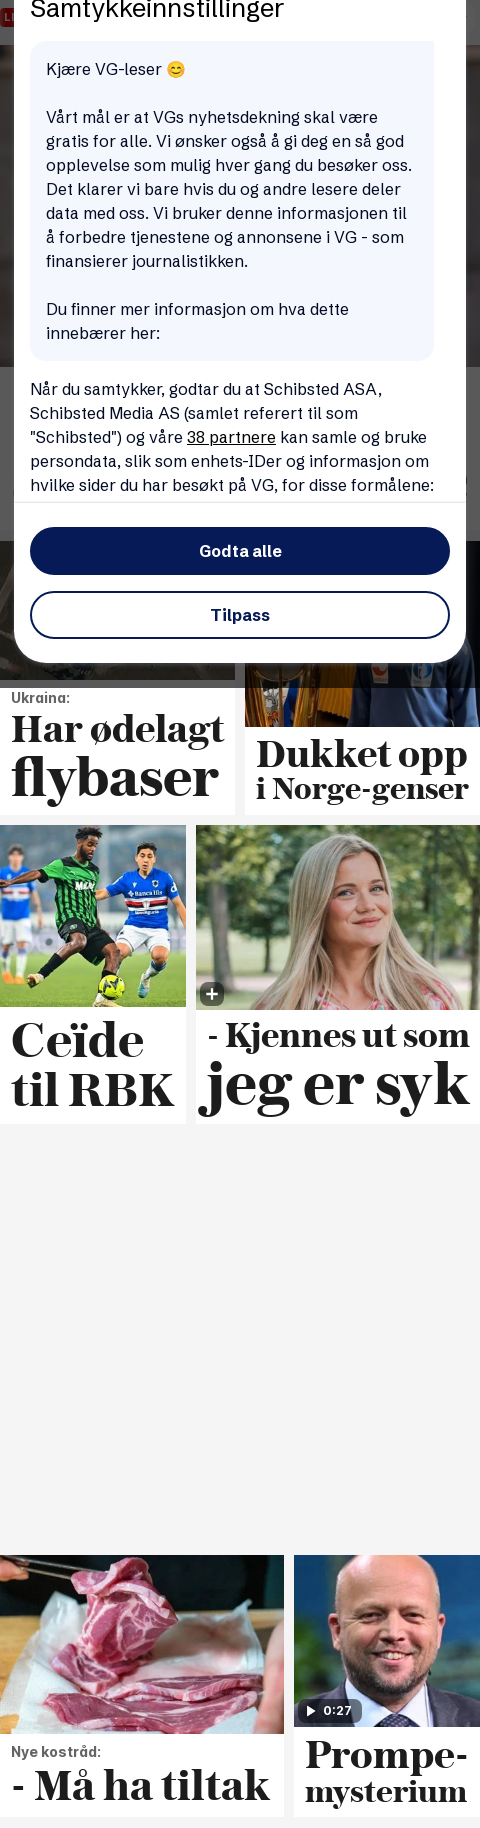 Samtykkeinnstillinger
Kjære VG-leser 😊
Vårt mål er at VGs nyhetsdekning skal være
gratis for alle. Vi ønsker også å gi deg en så god
opplevelse som mulig hver gang du besøker oss.
Det klarer vi bare hvis du og andre lesere deler
data med oss. Vi bruker denne informasjonen til
å forbedre tjenestene og annonsene i VG - som
finansierer journalistikken.
Du finner mer informasjon om hva dette
innebærer her:
Når du samtykker, godtar du at Schibsted ASA,
Schibsted Media AS (samlet referert til som
"Schibsted") og våre 38 partnere kan samle og bruke
persondata, slik som enhets-IDer og informasjon om
hvilke sider du har besøkt på VG, for disse formålene:
Godta alle
Tilpass
Ukraina:
Har ødelagt
flybaser
Dukket opp
i Norge-genser
Ceïde
til RBK
- Kjennes ut som
jeg er syk
Nye kostråd:
- Må ha tiltak
0:27
Prompe-
mysterium